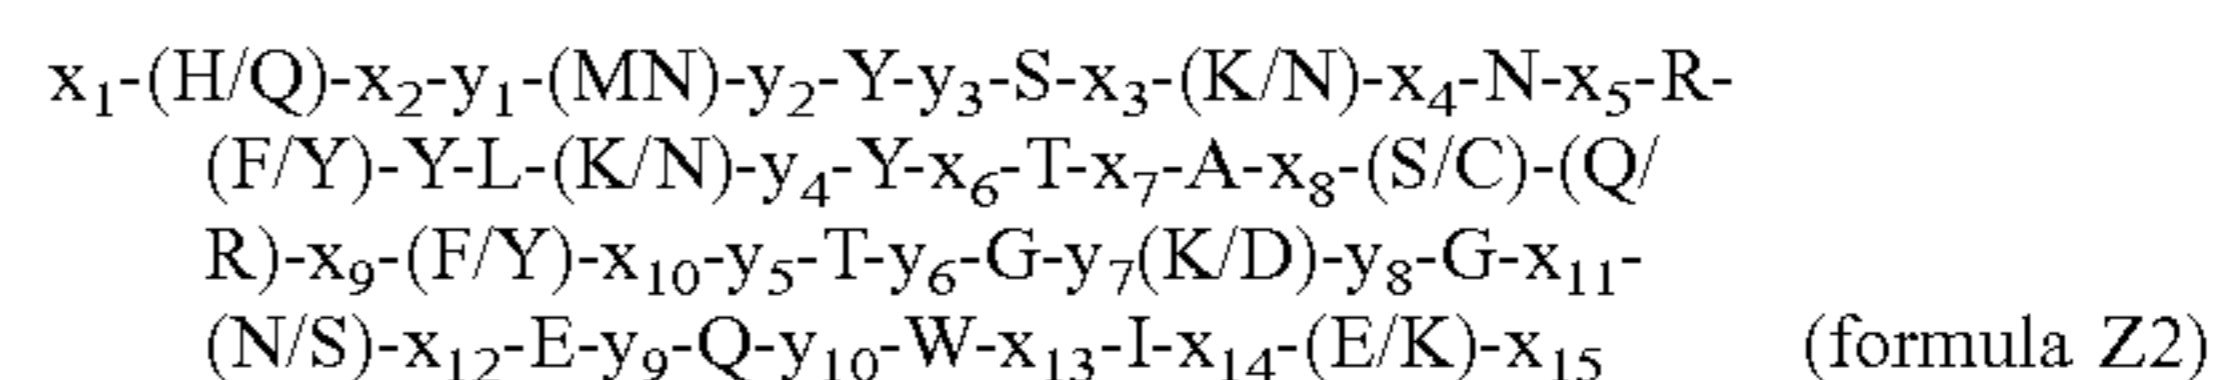 x₁-(H/Q)-x₂-y₁-(MN)-y₂-Y-y₃-S-x₃-(K/N)-x₄-N-x₅-R-
(F/Y)-Y-L-(K/N)-y₄-Y-x₆-T-x₇-A-x₈-(S/C)-(Q/
R)-x₉-(F/Y)-x₁₀-y₅-T-y₆-G-y₇(K/D)-y₈-G-x₁₁-
(N/S)-x₁₂-E-y₉-Q-y₁₀-W-x₁₃-I-x₁₄-(E/K)-x₁₅ (formula Z2)